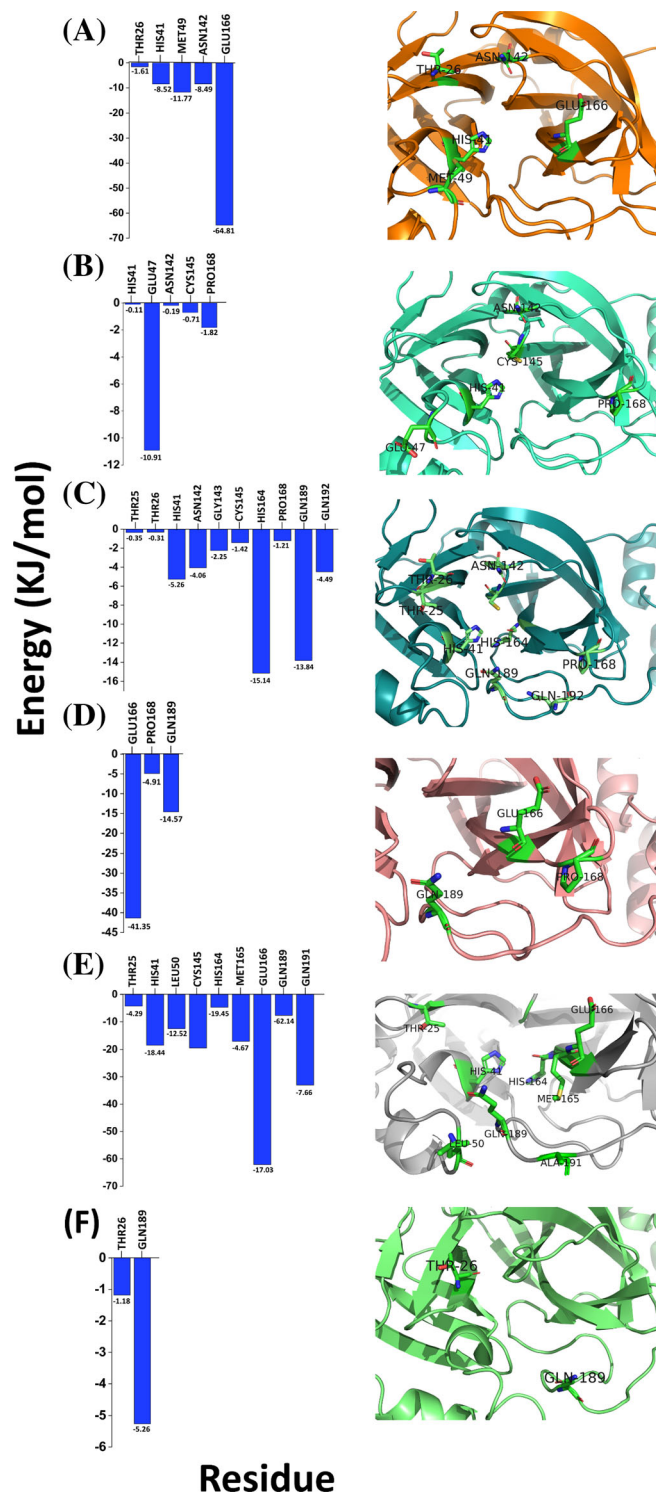 (A)
THR26
HIS41
MET49
ASN142
GLU166
0
-10
-20
-30
-40
-50
-60
-70
-1.61
-8.52
-11.77
-8.49
-64.81
THR-26
ASN-142
GLU-166
HIS-41
MET-49
(B)
HIS41
GLU47
ASN142
CYS145
PRO168
0
-2
-4
-6
-8
-10
-12
-0.11
-10.91
-0.19
-0.71
-1.82
ASN-142
CYS-145
HIS-41
PRO-168
GLU-47
Energy (KJ/mol)
(C)
THR25
THR26
HIS41
ASN142
GLY143
CYS145
HIS164
PRO168
GLN189
GLN192
0
-2
-4
-6
-8
-10
-12
-14
-16
-0.35
-0.31
-5.26
-4.06
-2.25
-1.42
-15.14
-1.21
-13.84
-4.49
ASN-142
THR-26
THR-25
HIS-41
HIS-164
GLN-189
PRO-168
GLN-192
(D)
GLU166
PRO168
GLN189
0
-5
-10
-15
-20
-25
-30
-35
-40
-45
-41.35
-4.91
-14.57
GLU-166
PRO-168
GLN-189
(E)
THR25
HIS41
LEU50
CYS145
HIS164
MET165
GLU166
GLN189
GLN191
0
-10
-20
-30
-40
-50
-60
-70
-4.29
-18.44
-12.52
-19.45
-4.67
-17.03
-62.14
-7.66
GLU-166
THR-25
HIS-41
HIS-164
MET-165
GLN-189
LEU-50
ALA-191
(F)
THR26
GLN189
0
-1
-2
-3
-4
-5
-6
-1.18
-5.26
THR-26
GLN-189
Residue